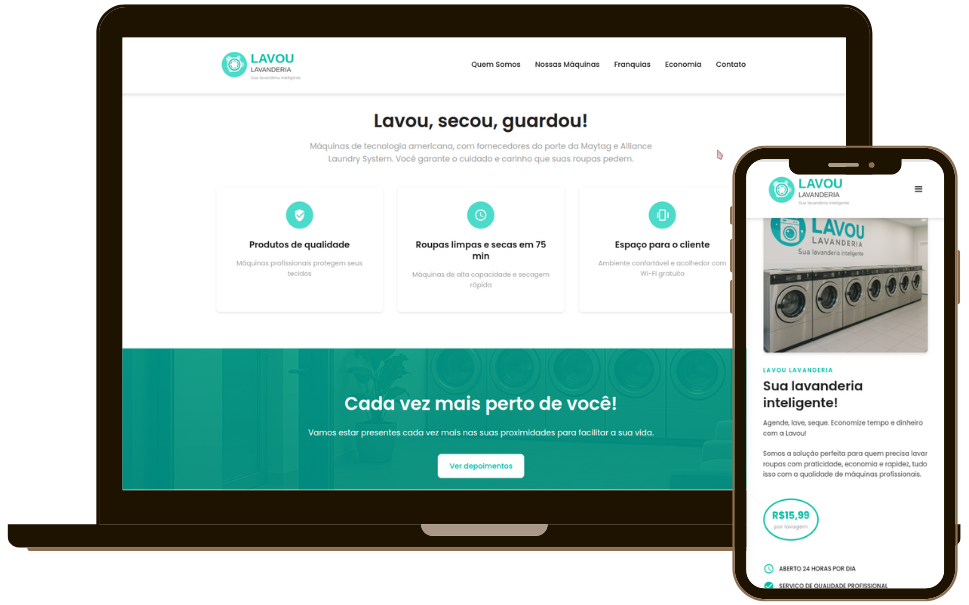 LAVOU
LAVANDERIA
Sua lavanderia inteligente
Quem Somos Nossas Máquinas Franquias Economia Contato
Lavou, secou, guardou!
Máquinas de tecnologia americana, com fornecedores do porte da Maytag e Alliance
Laundry System. Você garante o cuidado e carinho que suas roupas pedem.
Produtos de qualidade
Máquinas profissionais protegem seus
tecidos
Roupas limpas e secas em 75
min
Máquinas de alta capacidade e secagem
rápida
Espaço para o cliente
Ambiente confortável e acolhedor com
Wi-Fi gratuito
Cada vez mais perto de você!
Vamos estar presentes cada vez mais nas suas proximidades para facilitar a sua vida.
Ver depoimentos
LAVOU
LAVANDERIA
Sua lavanderia inteligente
LAVOU
LAVANDERIA
Sua lavandera inteligente
LAVOU LAVANDERIA
Sua lavanderia
inteligente!
Agende, lave, seque. Economize tempo e dinheiro
com a Lavou!
Somos a solução perfeita para quem precisa lavar
roupas com praticidade, economia e rapidez, tudo
isso com a qualidade de máquinas profissionais.
R$15,99
por lavagem
ABERTO 24 HORAS POR DIA
SERVIÇO DE QUALIDADE PROFISSIONAL